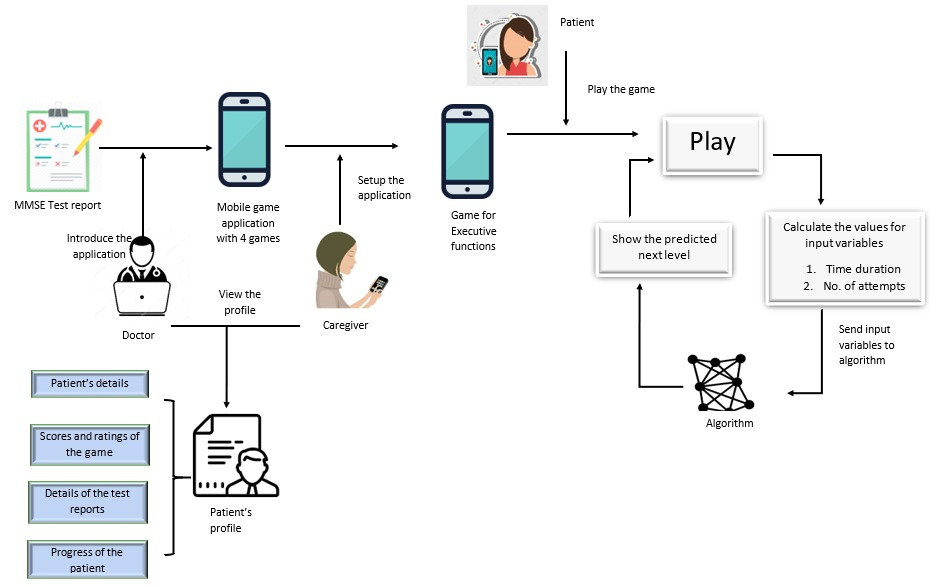 Patient
Play the game
MMSE Test report
Introduce the
application
Doctor
Mobile game
application
with 4 games
Setup the
application
Caregiver
View the
profile
Game for
Executive
functions
Play
Calculate the values for
input variables
1. Time duration
2. No. of attempts
Show the predicted
next level
Send input
variables to
algorithm
Algorithm
Patient's details
Scores and ratings of
the game
Details of the test
reports
Progress of the
patient
Patient's
profile